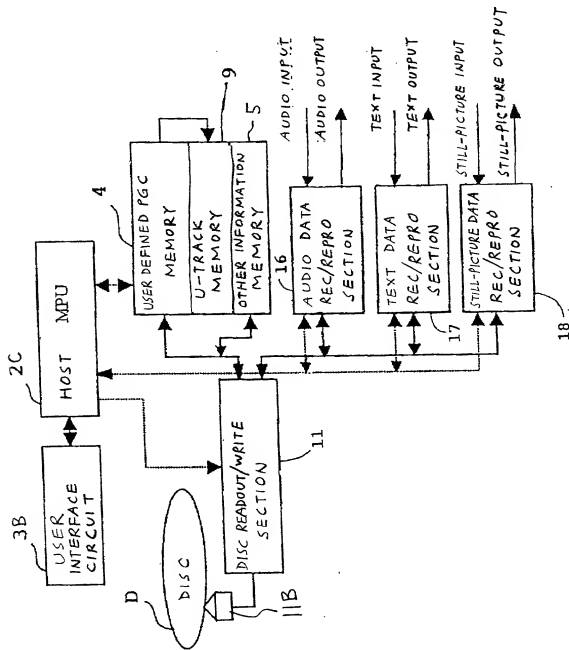 3B
USER
INTERFACE
CIRCUIT
2C
HOST MPU
4
USER DEFINED PGC
MEMORY
U-TRACK
MEMORY
9
OTHER INFORMATION
MEMORY
5
D
DISC
11B
DISC READOUT/WRITE
SECTION
11
16
AUDIO DATA
REC/REPRO
SECTION
AUDIO INPUT
AUDIO OUTPUT
TEXT DATA
REC/REPRO
SECTION
17
TEXT INPUT
TEXT OUTPUT
STILL-PICTURE DATA
REC/REPRO
SECTION
18
STILL-PICTURE INPUT
STILL-PICTURE OUTPUT